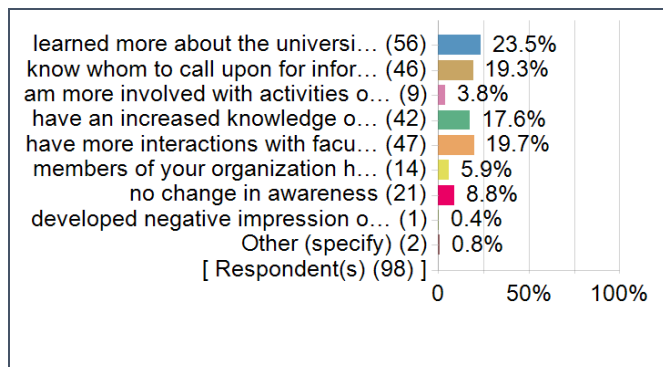 learned more about the universi... (56) 23.5%
know whom to call upon for infor... (46) 19.3%
am more involved with activities o... (9) 3.8%
have an increased knowledge o... (42) 17.6%
have more interactions with facu... (47) 19.7%
members of your organization h... (14) 5.9%
no change in awareness (21) 8.8%
developed negative impression o... (1) 0.4%
Other (specify) (2) 0.8%
[ Respondent(s) (98) ]
0 50% 100%